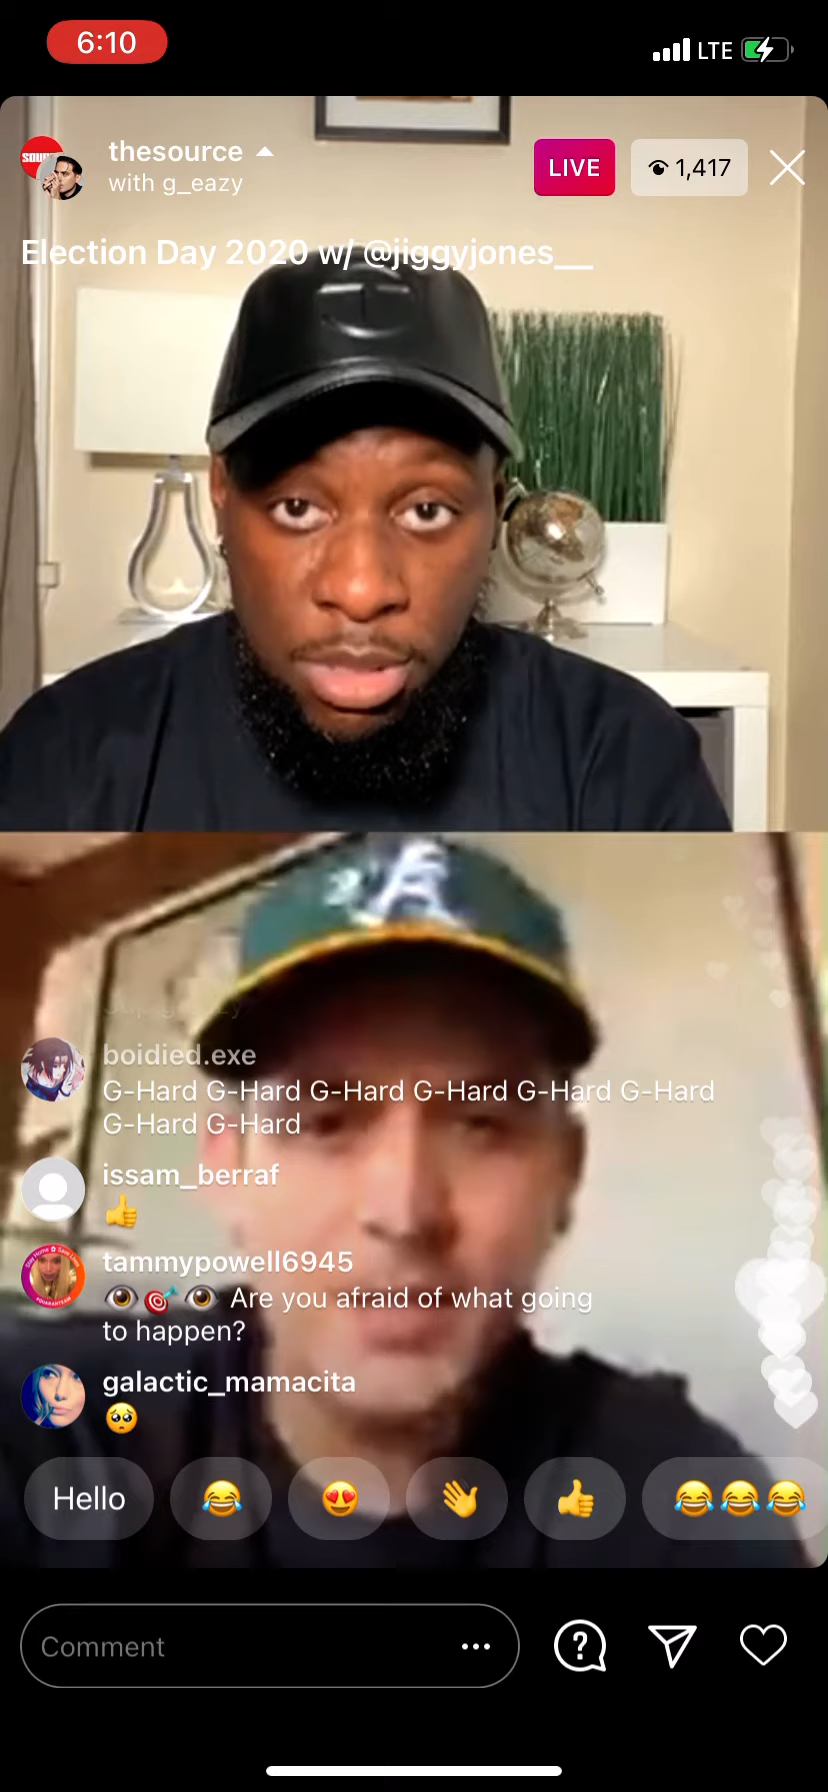 6:10
LTE
SOU
thesource
with g_eazy
LIVE
1,417
Election Day 2020 w/ @jiggyjones__
A
boidied.exe
G-Hard G-Hard G-Hard G-Hard G-Hard G-Hard
G-Hard G-Hard
issam_berraf
👍
tammypowell6945
👁🎯👁 Are you afraid of what going
to happen?
galactic_mamacita
🥺
Hello 😂 😍 👋 👍 😂😂😂
Comment